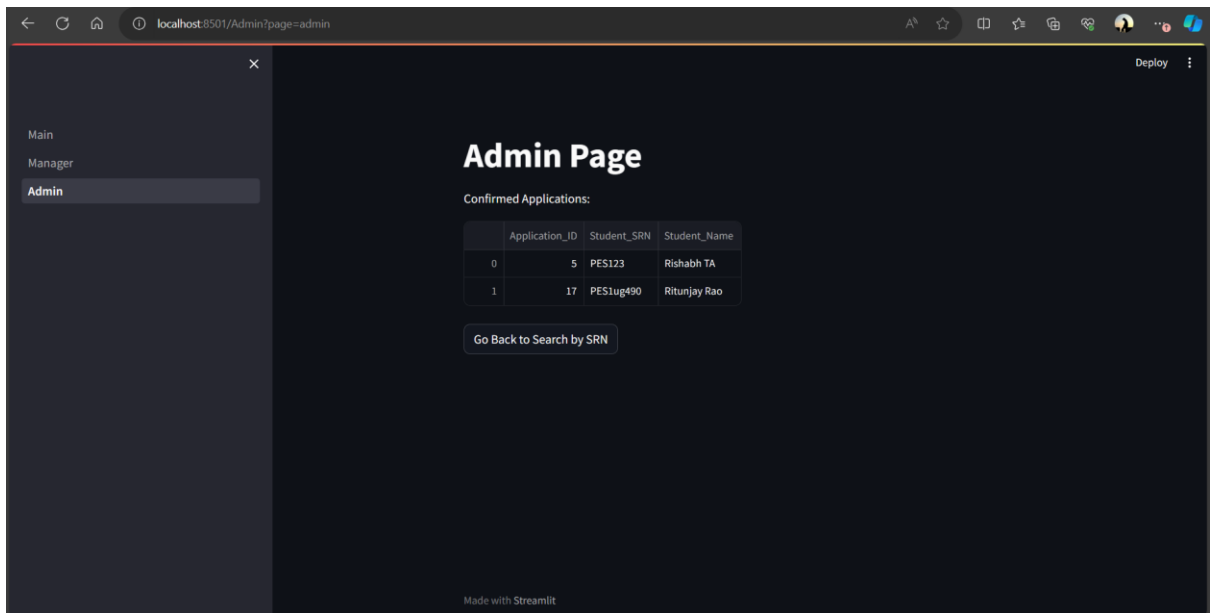 localhost:8501/Admin?page=admin
Deploy
Main
Manager
Admin
Admin Page
Confirmed Applications:
Application_ID Student_SRN Student_Name
0 5 PES123 Rishabh TA
1 17 PES1ug490 Ritunjay Rao
Go Back to Search by SRN
Made with Streamlit